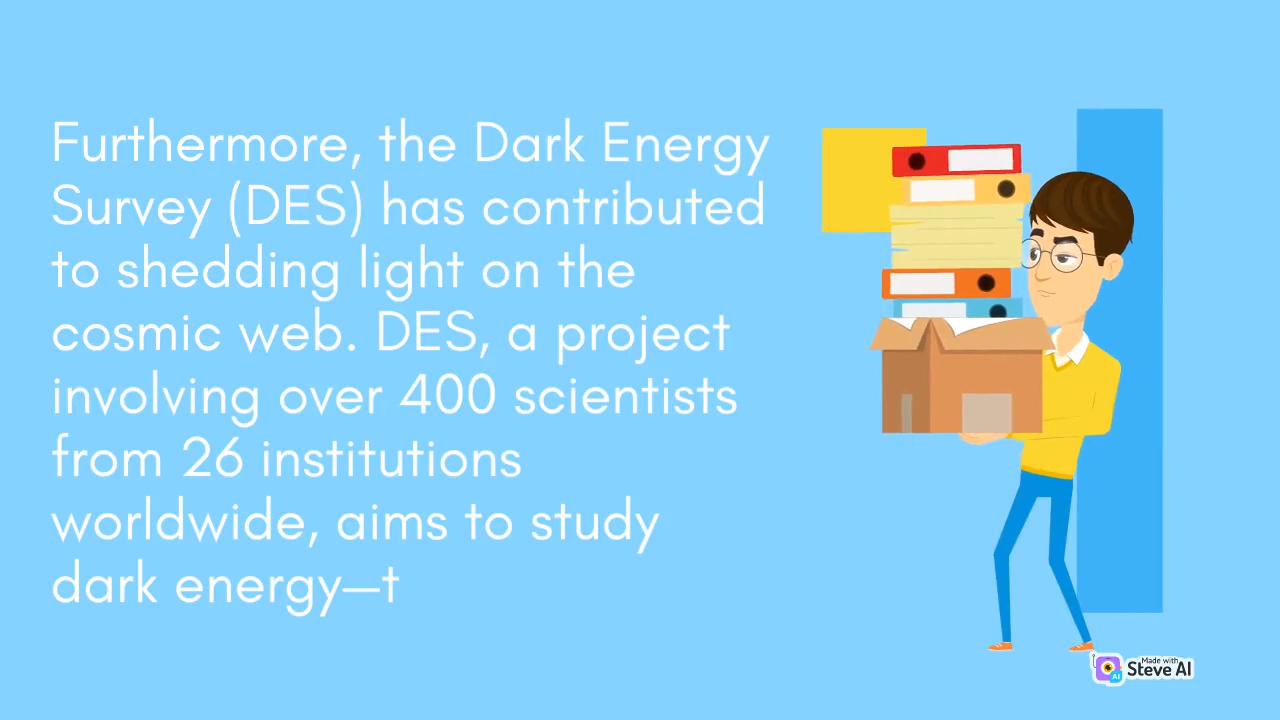 Furthermore, the Dark Energy
Survey (DES) has contributed
to shedding light on the
cosmic web. DES, a project
involving over 400 scientists
from 26 institutions
worldwide, aims to study
dark energy—t
Made with
AI Steve AI